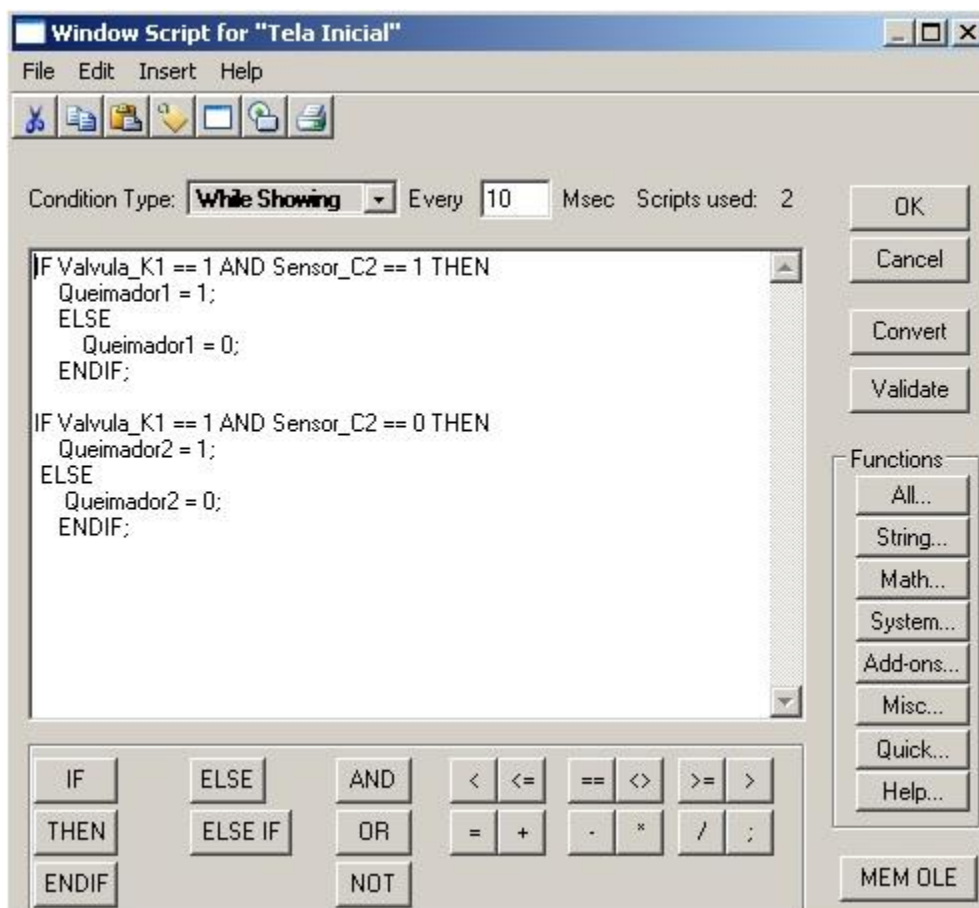 Window Script for "Tela Inicial"
File Edit Insert Help
Condition Type: While Showing Every 10 Msec Scripts used: 2
OK
Cancel
Convert
Validate
IF Valvula_K1 == 1 AND Sensor_C2 == 1 THEN
Queimador1 = 1;
ELSE
Queimador1 = 0;
ENDIF;
IF Valvula_K1 == 1 AND Sensor_C2 == 0 THEN
Queimador2 = 1;
ELSE
Queimador2 = 0;
ENDIF;
Functions
All...
String...
Math...
System...
Add-ons...
Misc...
Quick...
Help...
IF ELSE AND < <= == <> >= >
THEN ELSE IF OR = + - * / ;
ENDIF NOT
MEM OLE